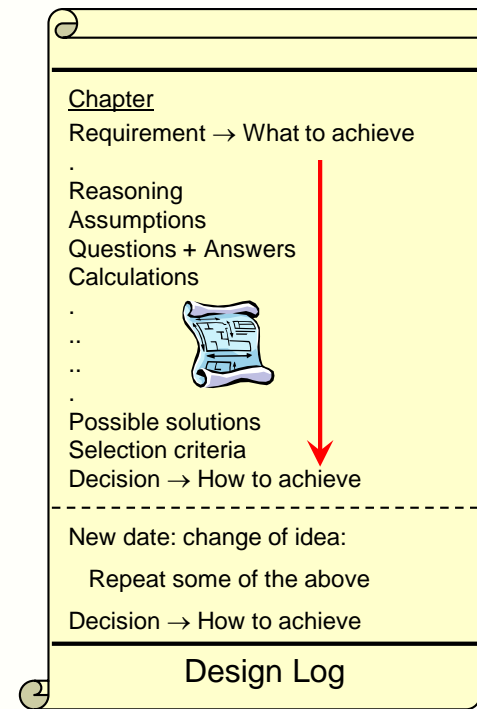 Chapter
Requirement → What to achieve
.
Reasoning
Assumptions
Questions + Answers
Calculations
.
..
..
.
Possible solutions
Selection criteria
Decision → How to achieve
New date: change of idea:
Repeat some of the above
Decision → How to achieve
Design Log